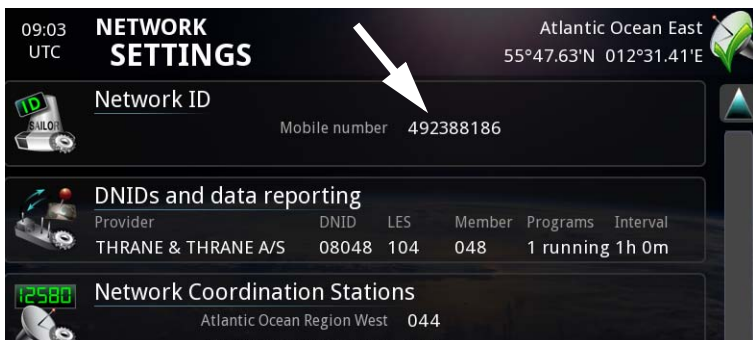 09:03
UTC
NETWORK
SETTINGS
Atlantic Ocean East
55°47.63'N 012°31.41'E
ID
SAILOR
Network ID
Mobile number 492388186
DNIDs and data reporting
Provider DNID LES Member Programs Interval
THRANE & THRANE A/S 08048 104 048 1 running 1h 0m
12580
Network Coordination Stations
Atlantic Ocean Region West 044